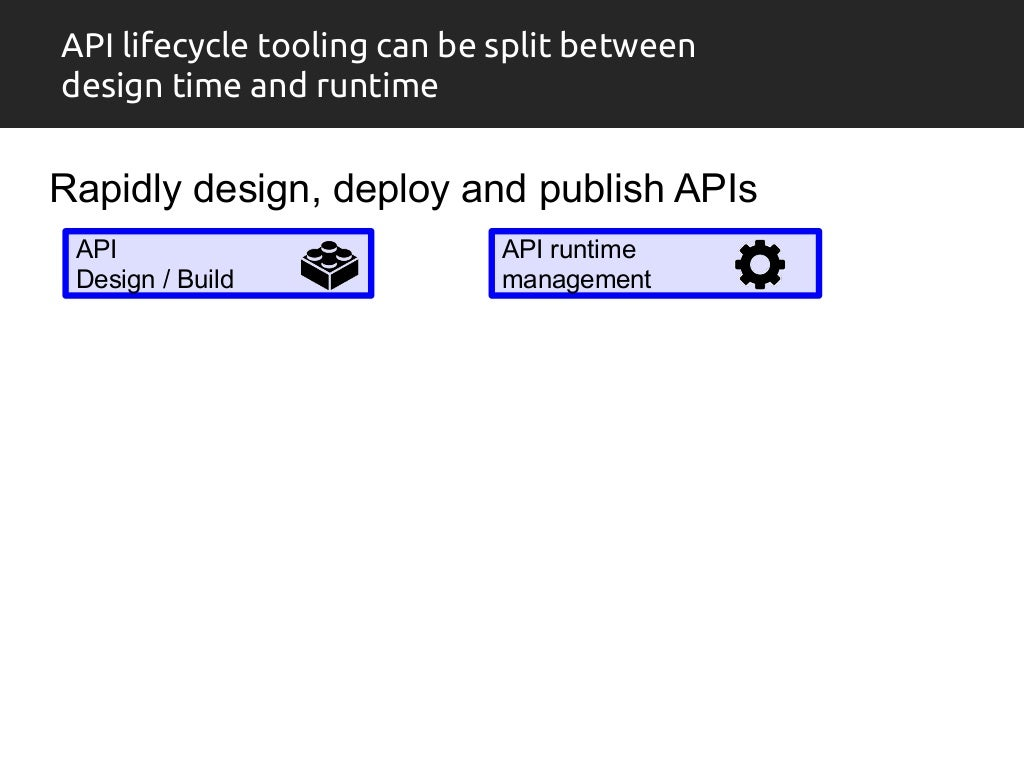 API lifecycle tooling can be split between
design time and runtime
Rapidly design, deploy and publish APIs
API
Design / Build
API runtime
management